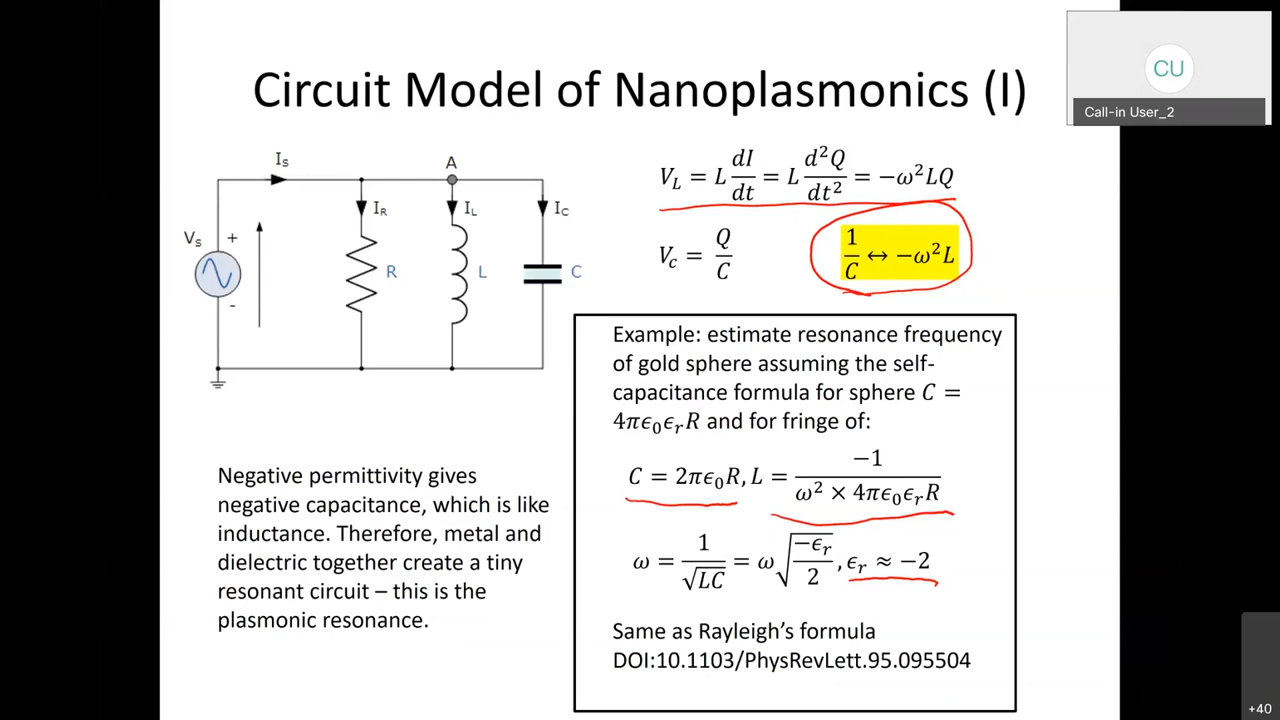 CU
Call-in User_2
Circuit Model of Nanoplasmonics (I)
I_S
A
I_R
I_L
I_C
V_s
+
-
R
L
C
V_L = L dI/dt = L d²Q/dt² = −ω²LQ
V_c = Q/C
1/C ↔ −ω²L
Example: estimate resonance frequency
of gold sphere assuming the self-
capacitance formula for sphere C =
4πϵ₀ϵᵣR and for fringe of:
C = 2πϵ₀R, L = −1/(ω² × 4πϵ₀ϵᵣR)
ω = 1/√(LC) = ω√(−ϵᵣ/2), ϵᵣ ≈ −2
Same as Rayleigh’s formula
DOI:10.1103/PhysRevLett.95.095504
Negative permittivity gives
negative capacitance, which is like
inductance. Therefore, metal and
dielectric together create a tiny
resonant circuit – this is the
plasmonic resonance.
+40